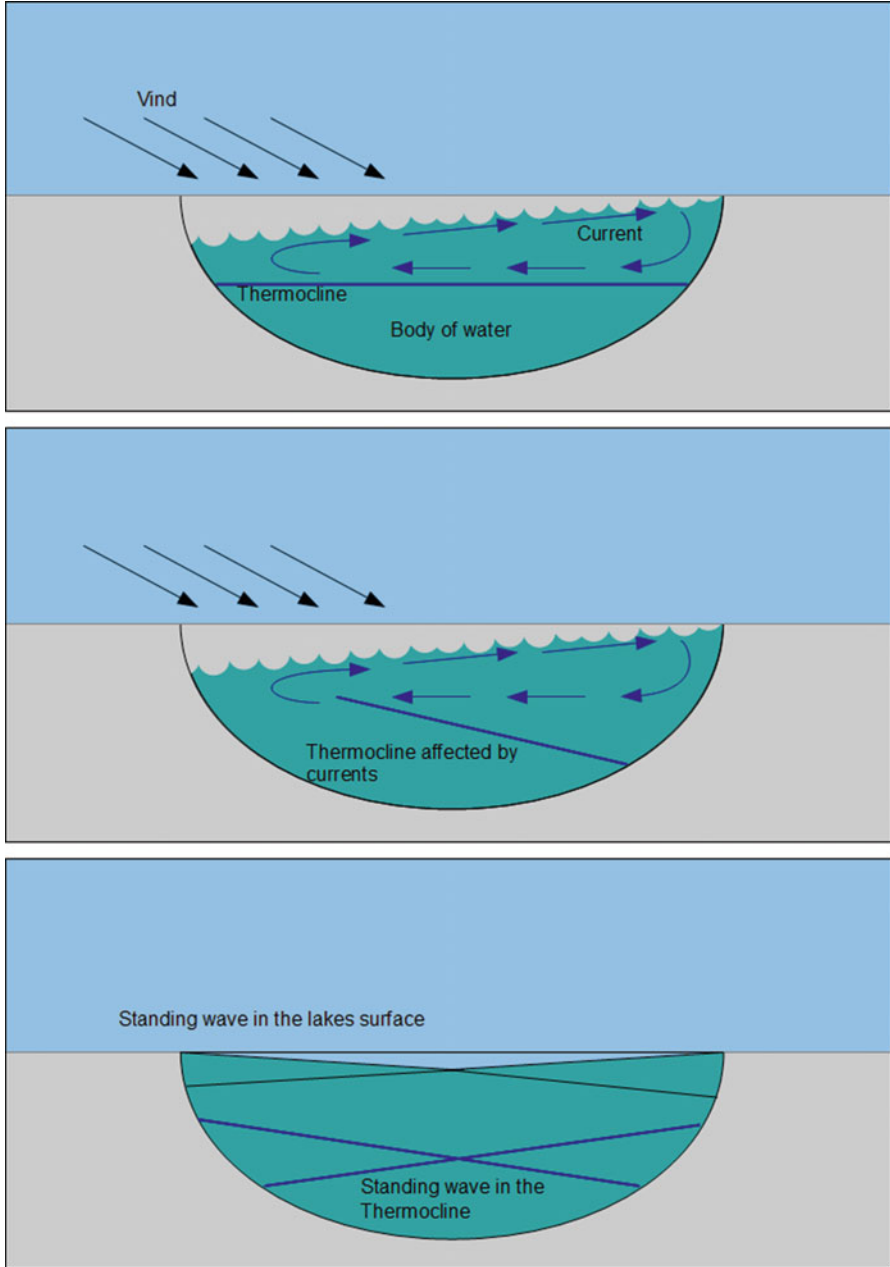 Vind
Current
Thermocline
Body of water
Thermocline affected by
currents
Standing wave in the lakes surface
Standing wave in the
Thermocline